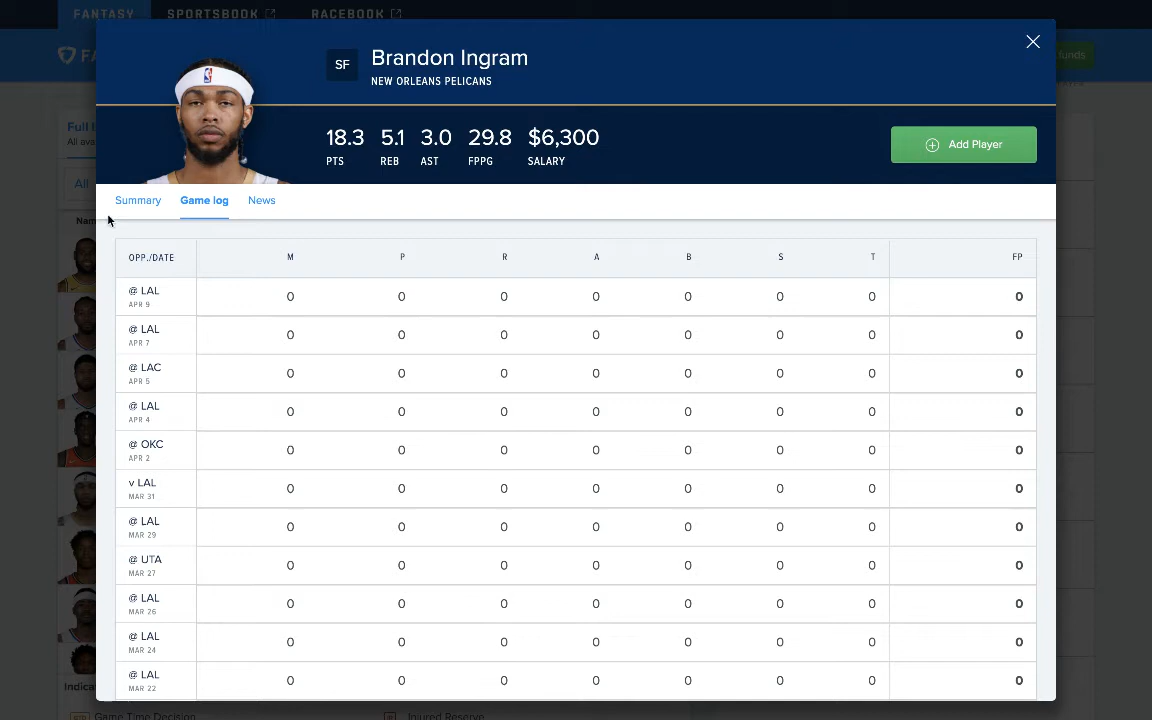 FANTASY SPORTSBOOK RACEBOOK
SF
Brandon Ingram
NEW ORLEANS PELICANS
18.3 5.1 3.0 29.8 $6,300
PTS REB AST FPPG SALARY
Add Player
funds
All
Summary Game log News
OPP./DATE M P R A B S T FP
@ LAL 0 0 0 0 0 0 0 0
APR 9
@ LAL 0 0 0 0 0 0 0 0
APR 7
@ LAC 0 0 0 0 0 0 0 0
APR 5
@ LAL 0 0 0 0 0 0 0 0
APR 4
@ OKC 0 0 0 0 0 0 0 0
APR 2
v LAL 0 0 0 0 0 0 0 0
MAR 31
@ LAL 0 0 0 0 0 0 0 0
MAR 29
@ UTA 0 0 0 0 0 0 0 0
MAR 27
@ LAL 0 0 0 0 0 0 0 0
MAR 26
@ LAL 0 0 0 0 0 0 0 0
MAR 24
@ LAL 0 0 0 0 0 0 0 0
MAR 22
Game Time Decision Injured Reserve